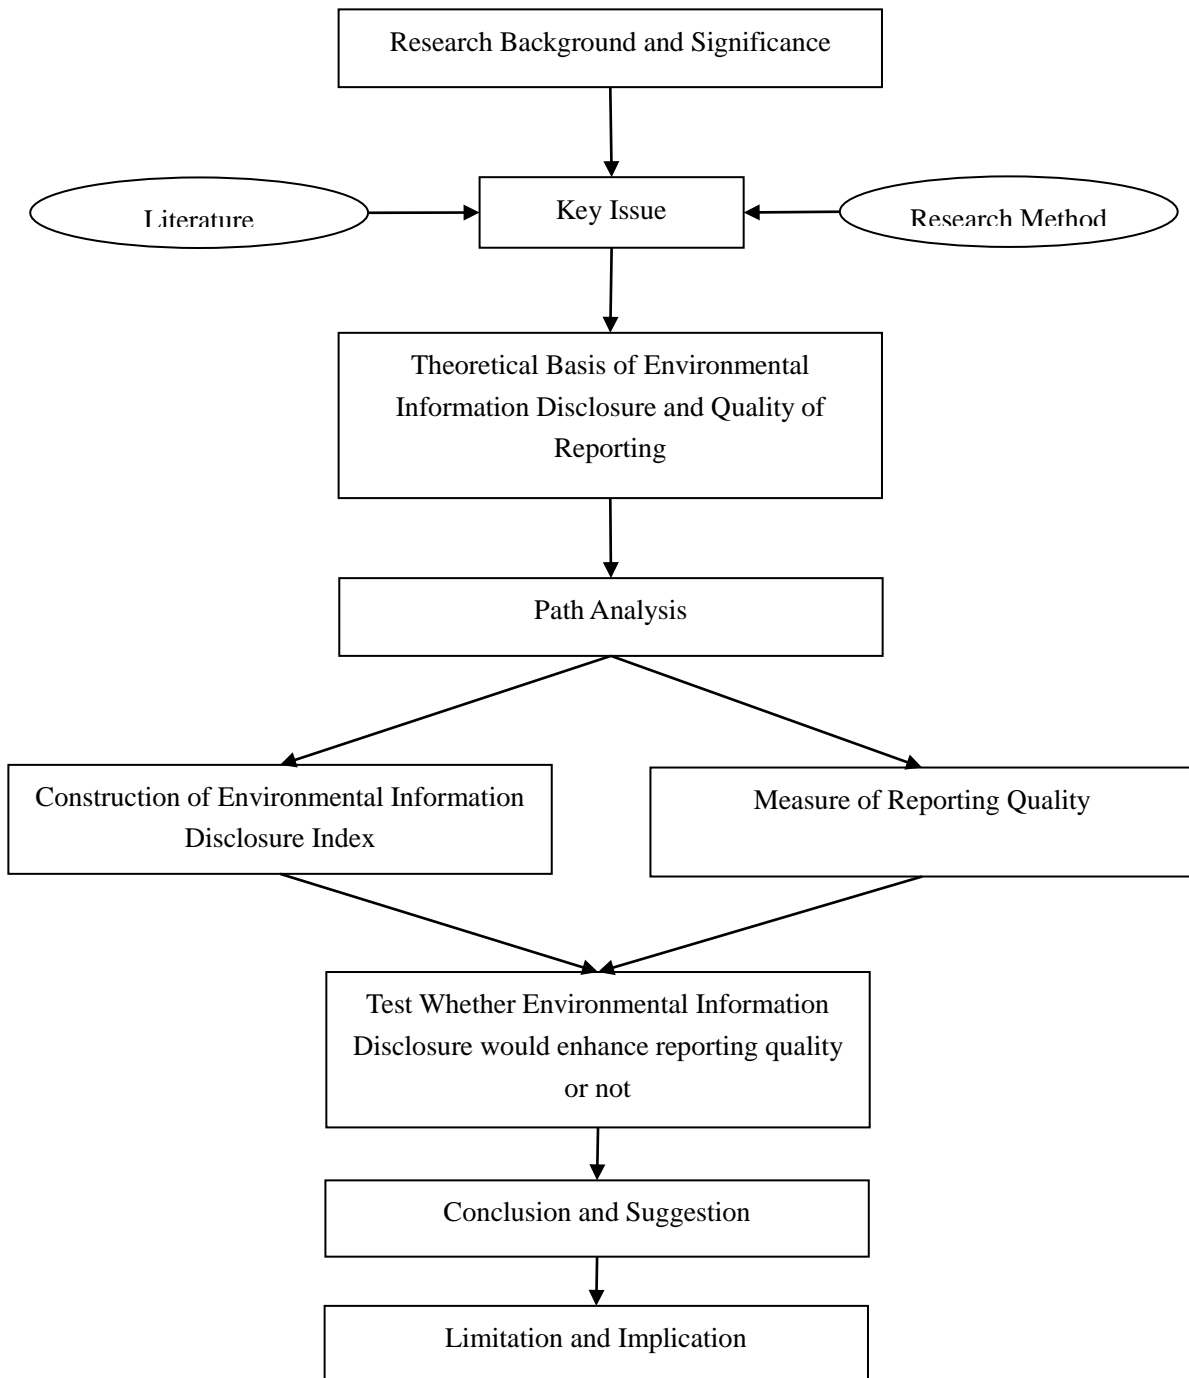 Research Background and Significance
Literature
Key Issue
Research Method
Theoretical Basis of Environmental
Information Disclosure and Quality of
Reporting
Path Analysis
Construction of Environmental Information
Disclosure Index
Measure of Reporting Quality
Test Whether Environmental Information
Disclosure would enhance reporting quality
or not
Conclusion and Suggestion
Limitation and Implication